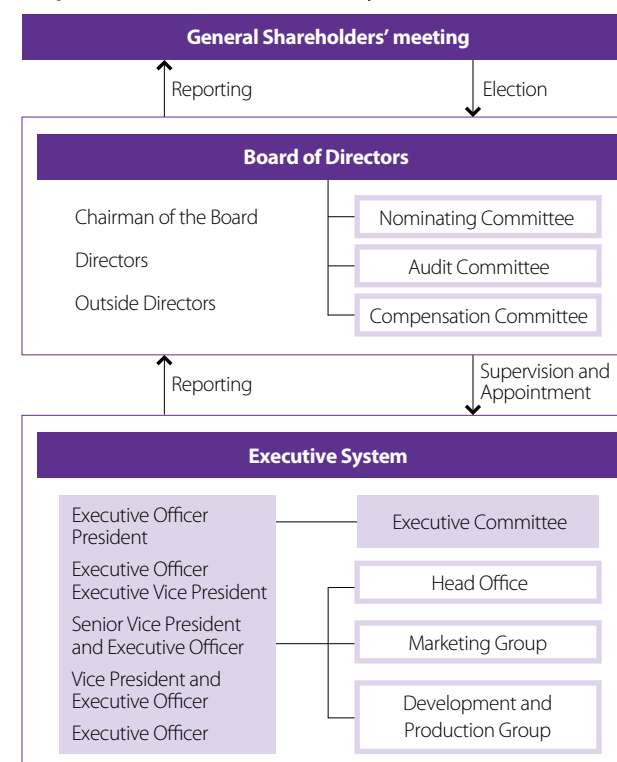 General Shareholders’ meeting
Reporting
Election
Board of Directors
Chairman of the Board
Directors
Outside Directors
Nominating Committee
Audit Committee
Compensation Committee
Reporting
Supervision and
Appointment
Executive System
Executive Officer
President
Executive Officer
Executive Vice President
Senior Vice President
and Executive Officer
Vice President and
Executive Officer
Executive Officer
Executive Committee
Head Office
Marketing Group
Development and
Production Group